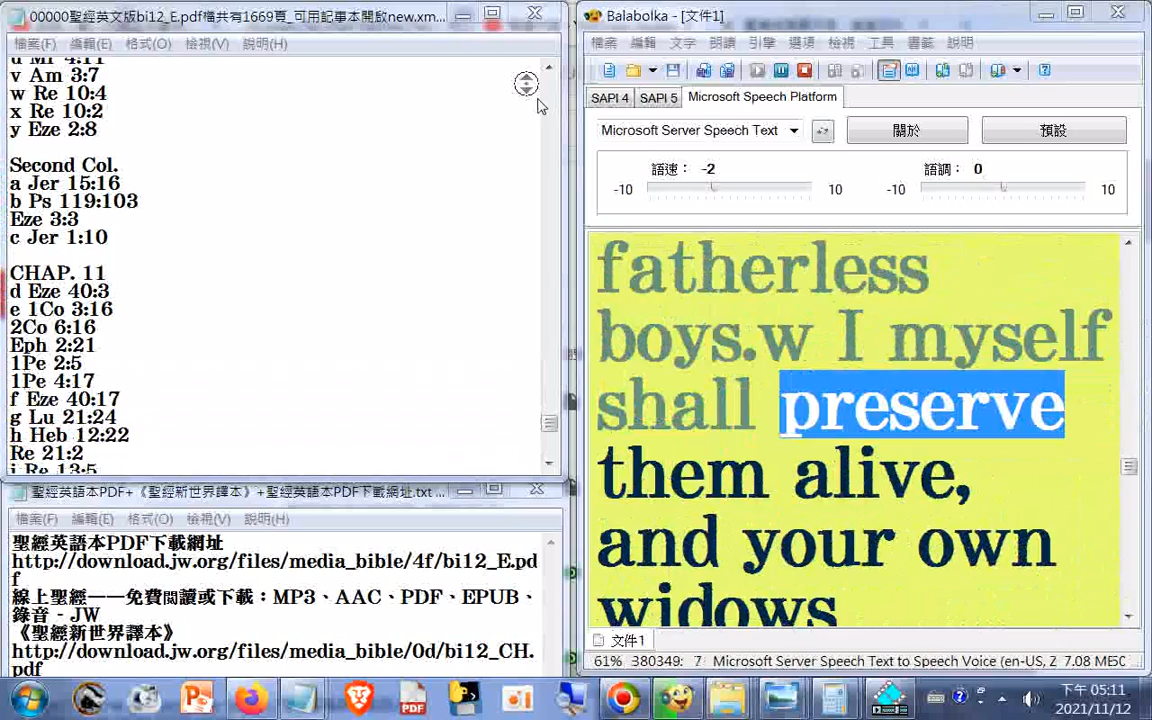 00000聖經英文版bi12_E.pdf檔共有1669頁_可用記事本開啟new.xm...
檔案(F) 編輯(E) 格式(O) 檢視(V) 說明(H)
u Mr 4:11
v Am 3:7
w Re 10:4
x Re 10:2
y Eze 2:8
Second Col.
a Jer 15:16
b Ps 119:103
Eze 3:3
c Jer 1:10
CHAP. 11
d Eze 40:3
e 1Co 3:16
2Co 6:16
Eph 2:21
1Pe 2:5
1Pe 4:17
f Eze 40:17
g Lu 21:24
h Heb 12:22
Re 21:2
i Re 13:5
聖經英語本PDF+《聖經新世界譯本》+聖經英語本PDF下載網址.txt ...
檔案(F) 編輯(E) 格式(O) 檢視(V) 說明(H)
聖經英語本PDF下載網址
http://download.jw.org/files/media_bible/4f/bi12_E.pd
f
線上聖經——免費閱讀或下載：MP3、AAC、PDF、EPUB、
錄音 - JW
《聖經新世界譯本》
http://download.jw.org/files/media_bible/0d/bi12_CH.
pdf
Balabolka - [文件1]
檔案 編輯 文字 朗讀 引擎 選項 檢視 工具 書籤 說明
SAPI 4 SAPI 5 Microsoft Speech Platform
Microsoft Server Speech Text 關於 預設
語速： -2 語調： 0
-10 10 -10 10
fatherless
boys.w I myself
shall preserve
them alive,
and your own
widows
文件1
61% 380349: 7 Microsoft Server Speech Text to Speech Voice (en-US, Z 7.08 МБ
下午 05:11
2021/11/12